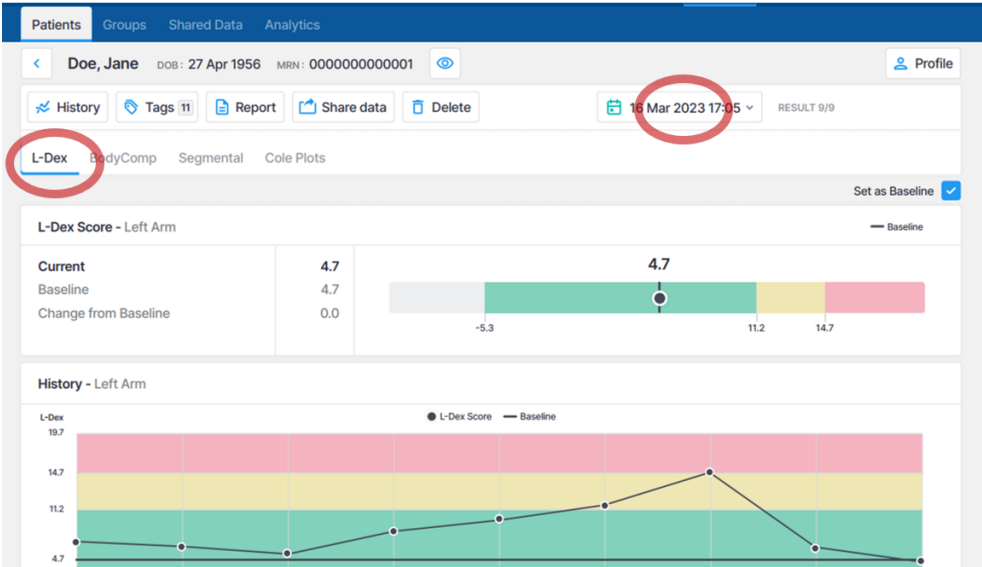 Patients Groups Shared Data Analytics
Doe, Jane DOB: 27 Apr 1956 MRN: 0000000000001 Profile
History Tags 11 Report Share data Delete 16 Mar 2023 17:05 RESULT 9/9
L-Dex BodyComp Segmental Cole Plots
Set as Baseline
L-Dex Score - Left Arm Baseline
Current 4.7 4.7
Baseline 4.7
Change from Baseline 0.0
-5.3 11.2 14.7
History - Left Arm
L-Dex L-Dex Score Baseline
19.7
14.7
11.2
4.7